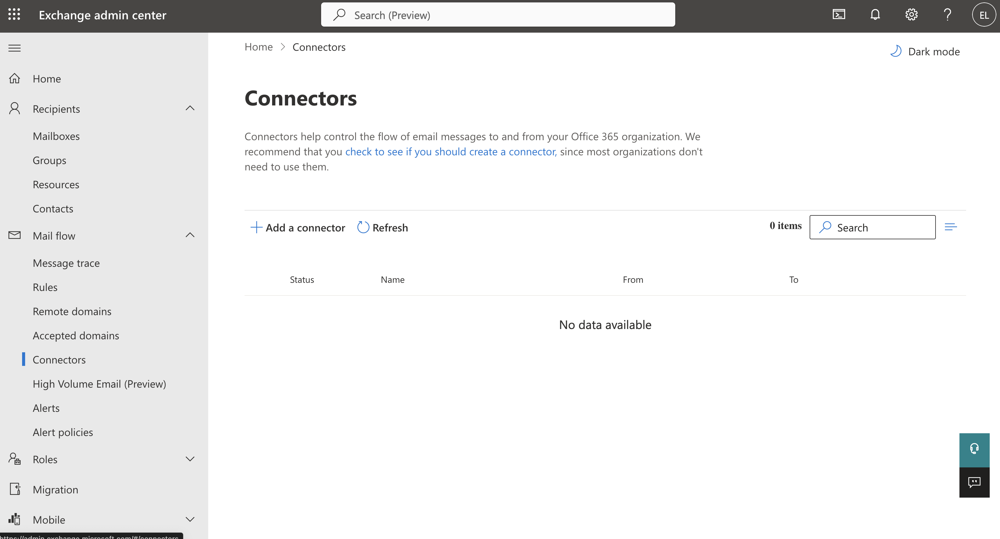 Exchange admin center
Search (Preview)
EL
Home
Recipients
Mailboxes
Groups
Resources
Contacts
Mail flow
Message trace
Rules
Remote domains
Accepted domains
Connectors
High Volume Email (Preview)
Alerts
Alert policies
Roles
Migration
Mobile
https://admin.exchange.microsoft.com/#/connectors
Home > Connectors
Dark mode
Connectors
Connectors help control the flow of email messages to and from your Office 365 organization. We
recommend that you check to see if you should create a connector, since most organizations don't
need to use them.
Add a connector
Refresh
0 items
Search
Status Name From To
No data available